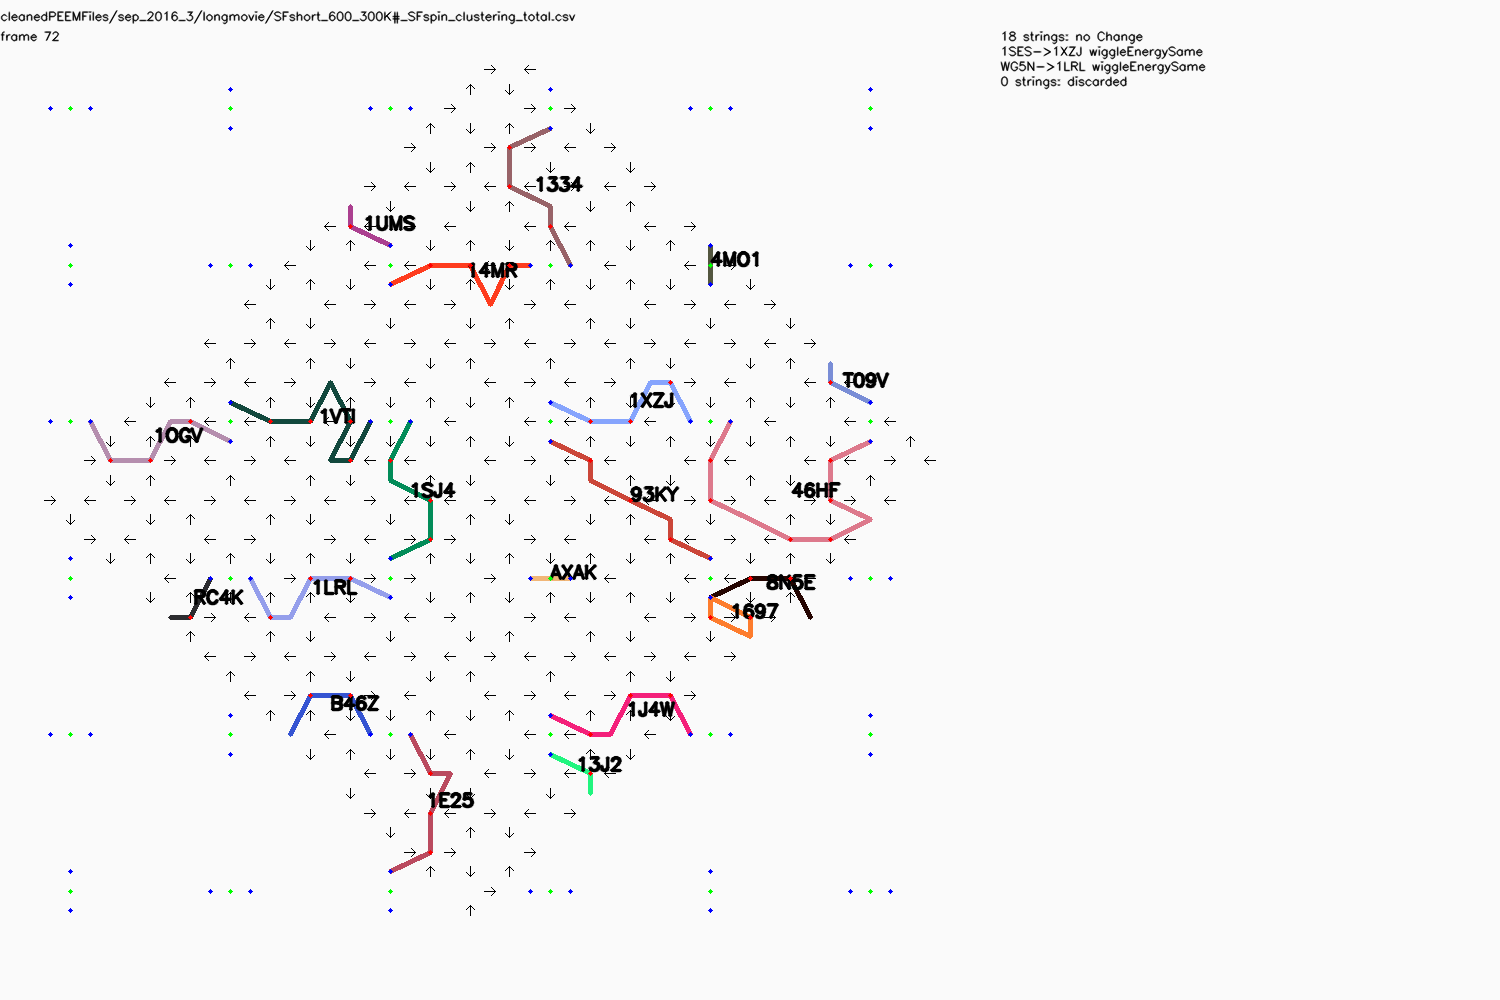 cleanedPEEMFiles/sep_2016_3/longmovie/SFshort_600_300K#_SFspin_clustering_total.csv
frame 72
18 strings: no Change
1SES->1XZJ wiggleEnergySame
WG5N->1LRL wiggleEnergySame
0 strings: discarded
1334
1UMS
4MO1
14MR
T09V
1XZJ
1VTI
1OGV
1SJ4
93KY
46HF
AXAK
8N5E
1LRL
RC4K
1697
B46Z
1J4W
13J2
1E25